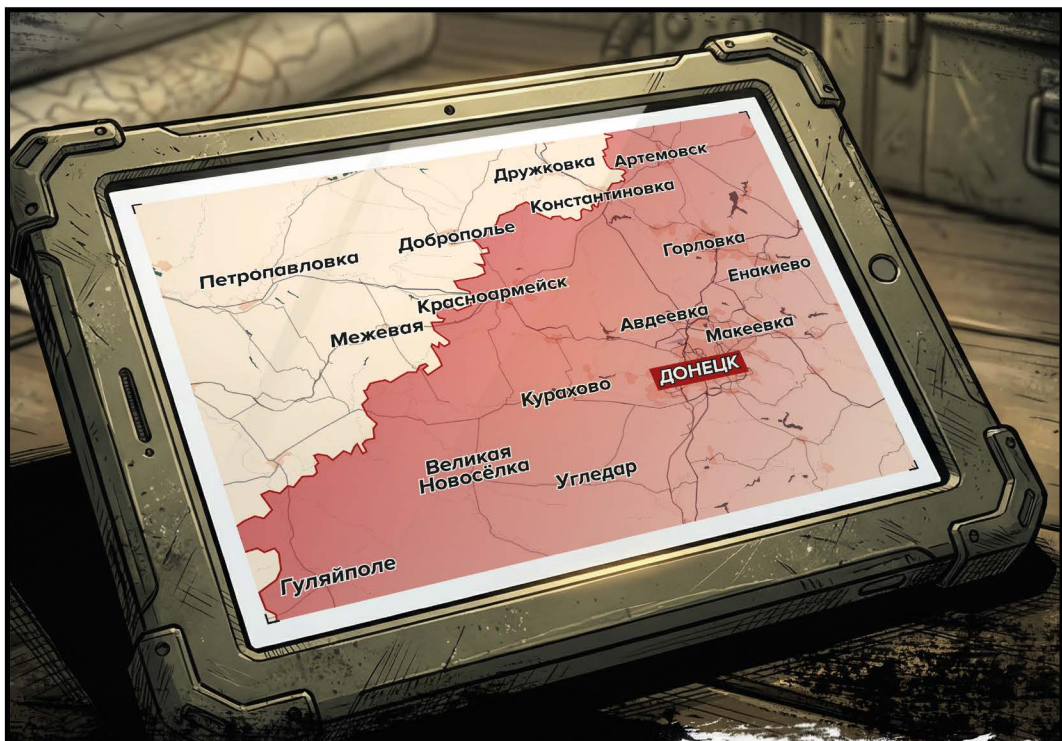 Дружковка
Артемовск
Константиновка
Доброполье
Горловка
Петропавловка
Енакиево
Красноармейск
Межевая
Авдеевка
Макеевка
ДОНЕЦК
Курахово
Великая
Новосёлка
Угледар
Гуляйполе